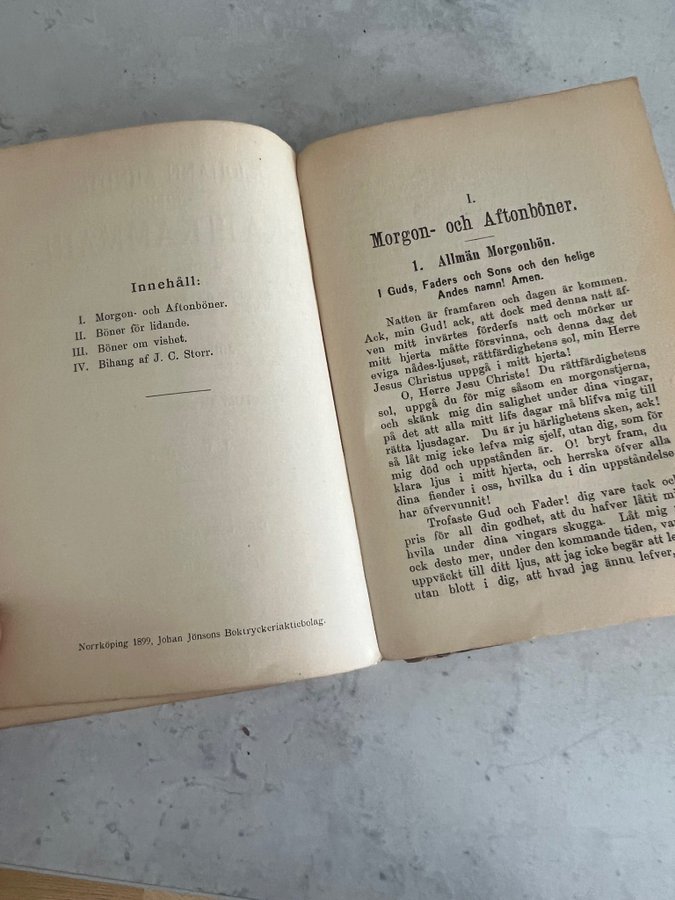 Innehåll:
I. Morgon- och Aftonböner.
II. Böner för lidande.
III. Böner om vishet.
IV. Bihang af J. C. Storr.
Norrköping 1899, Johan Jönsons Boktryckeriaktiebolag.
I.
Morgon- och Aftonböner.
1. Allmän Morgonbön.
I Guds, Faders och Sons och den helige
Andes namn! Amen.
Natten är framfaren och dagen är kommen.
Ack, min Gud! ack, att dock med denna natt äf-
ven mitt invärtes förderfs natt och mörker ur
mitt hjerta måtte försvinna, och denna dag det
eviga nådes-ljuset, rättfärdighetens sol, min Herre
Jesus Christus uppgå i mitt hjerta!
O, Herre Jesu Christe! Du rättfärdighetens
sol, uppgå du för mig såsom en morgonstjerna,
och skänk mig din salighet under dina vingar,
på det att alla mitt lifs dagar må blifva mig till
rätta ljusdagar. Du är ju härlighetens sken, ack!
så låt mig icke lefva mig sjelf, utan dig, som för
mig död och uppstånden är. O! bryt fram, du
klara ljus i mitt hjerta, och herrska öfver alla
dina fiender i oss, hvilka du i din uppståndelse
har öfvervunnit!
Trofaste Gud och Fader! dig vare tack och
pris för all din godhet, att du hafver låtit mi
hvila under dina vingars skugga. Låt mig
ock desto mer, under den kommande tiden, va
uppväckt till ditt ljus, att jag icke begär att le
utan blott i dig, att hvad jag ännu lefver,